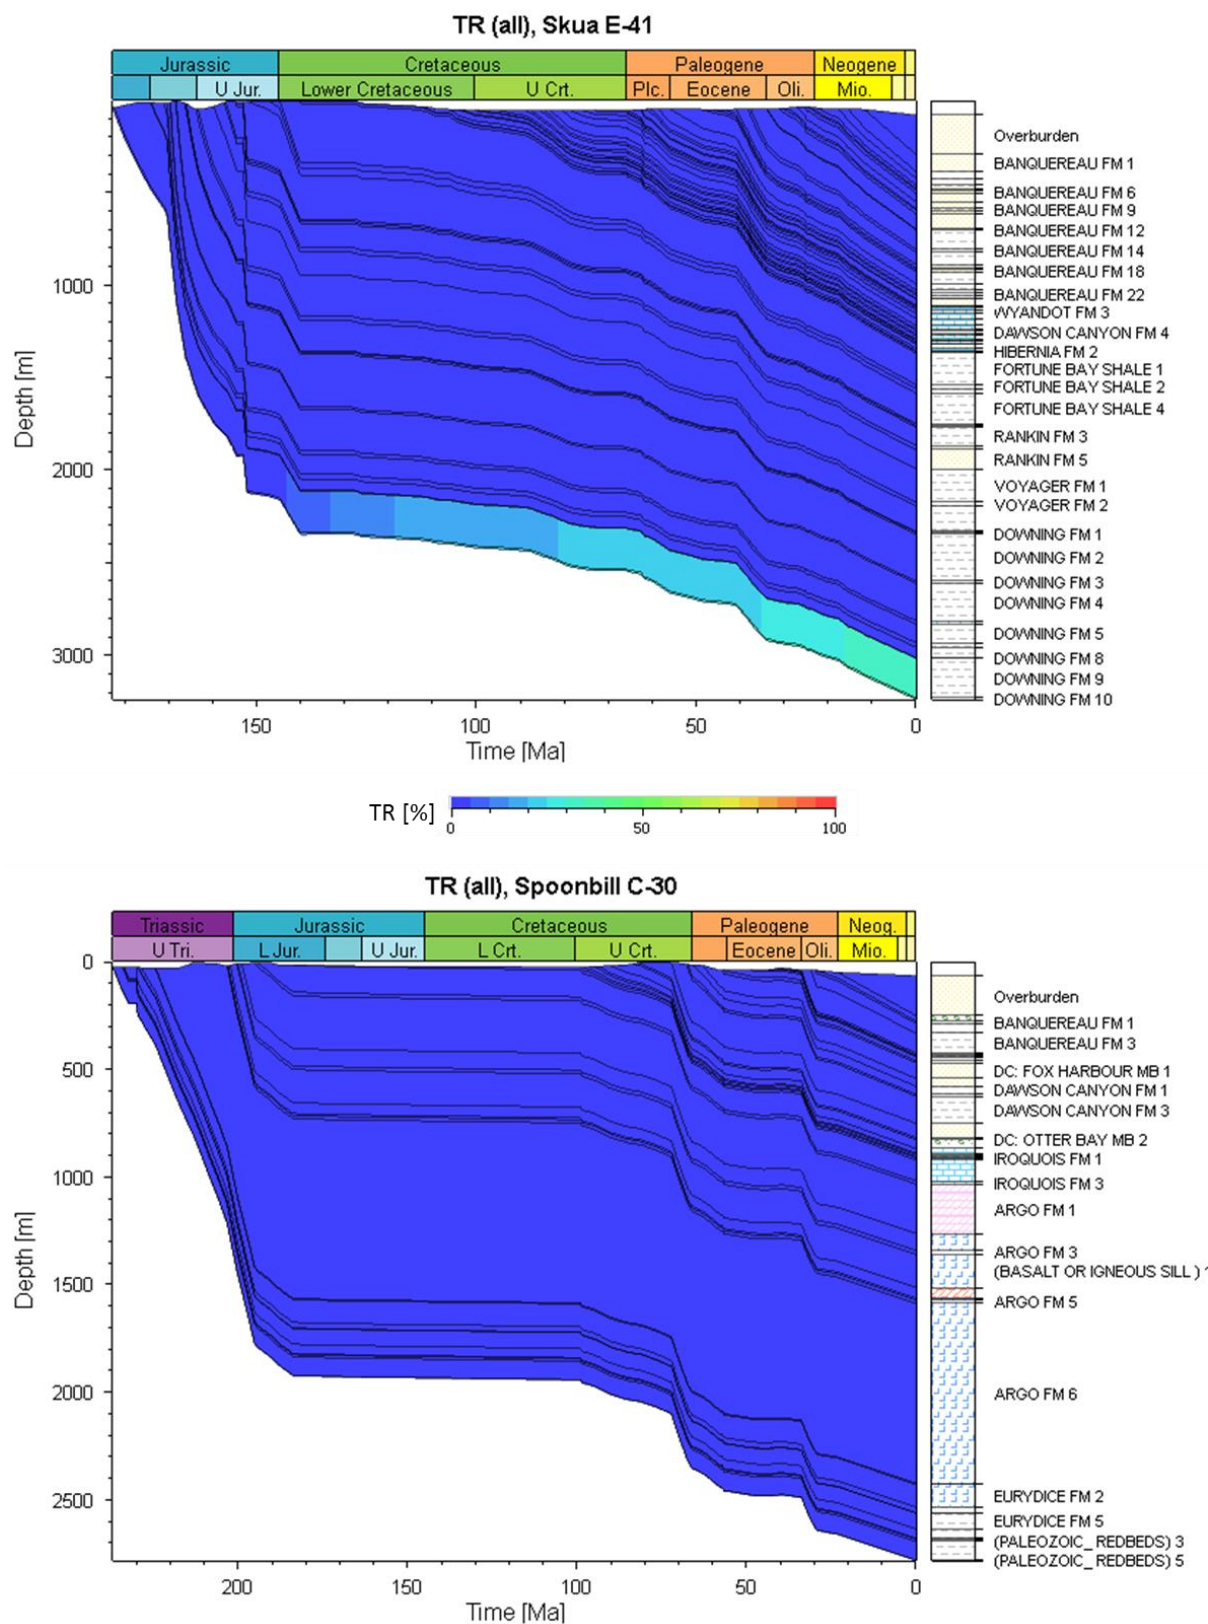 TR (all), Skua E-41
Jurassic Cretaceous Paleogene Neogene
U Jur. Lower Cretaceous U Crt. Plc. Eocene Oli. Mio.
Overburden
BANQUEREAU FM 1
BANQUEREAU FM 6
BANQUEREAU FM 9
BANQUEREAU FM 12
BANQUEREAU FM 14
BANQUEREAU FM 18
BANQUEREAU FM 22
WYANDOT FM 3
DAWSON CANYON FM 4
HIBERNIA FM 2
FORTUNE BAY SHALE 1
FORTUNE BAY SHALE 2
FORTUNE BAY SHALE 4
RANKIN FM 3
RANKIN FM 5
VOYAGER FM 1
VOYAGER FM 2
DOWNING FM 1
DOWNING FM 2
DOWNING FM 3
DOWNING FM 4
DOWNING FM 5
DOWNING FM 8
DOWNING FM 9
DOWNING FM 10
Depth [m]
1000
2000
3000
150 100 50 0
Time [Ma]
TR [%]
0 50 100
TR (all), Spoonbill C-30
Triassic Jurassic Cretaceous Paleogene Neog.
U Tri. L Jur. U Jur. L Crt. U Crt. Eocene Oli. Mio.
Overburden
BANQUEREAU FM 1
BANQUEREAU FM 3
DC: FOX HARBOUR MB 1
DAWSON CANYON FM 1
DAWSON CANYON FM 3
DC: OTTER BAY MB 2
IROQUOIS FM 1
IROQUOIS FM 3
ARGO FM 1
ARGO FM 3
(BASALT OR IGNEOUS SILL ) 1
ARGO FM 5
ARGO FM 6
EURYDICE FM 2
EURYDICE FM 5
(PALEOZOIC_ REDBEDS) 3
(PALEOZOIC_ REDBEDS) 5
Depth [m]
0
500
1000
1500
2000
2500
200 150 100 50 0
Time [Ma]